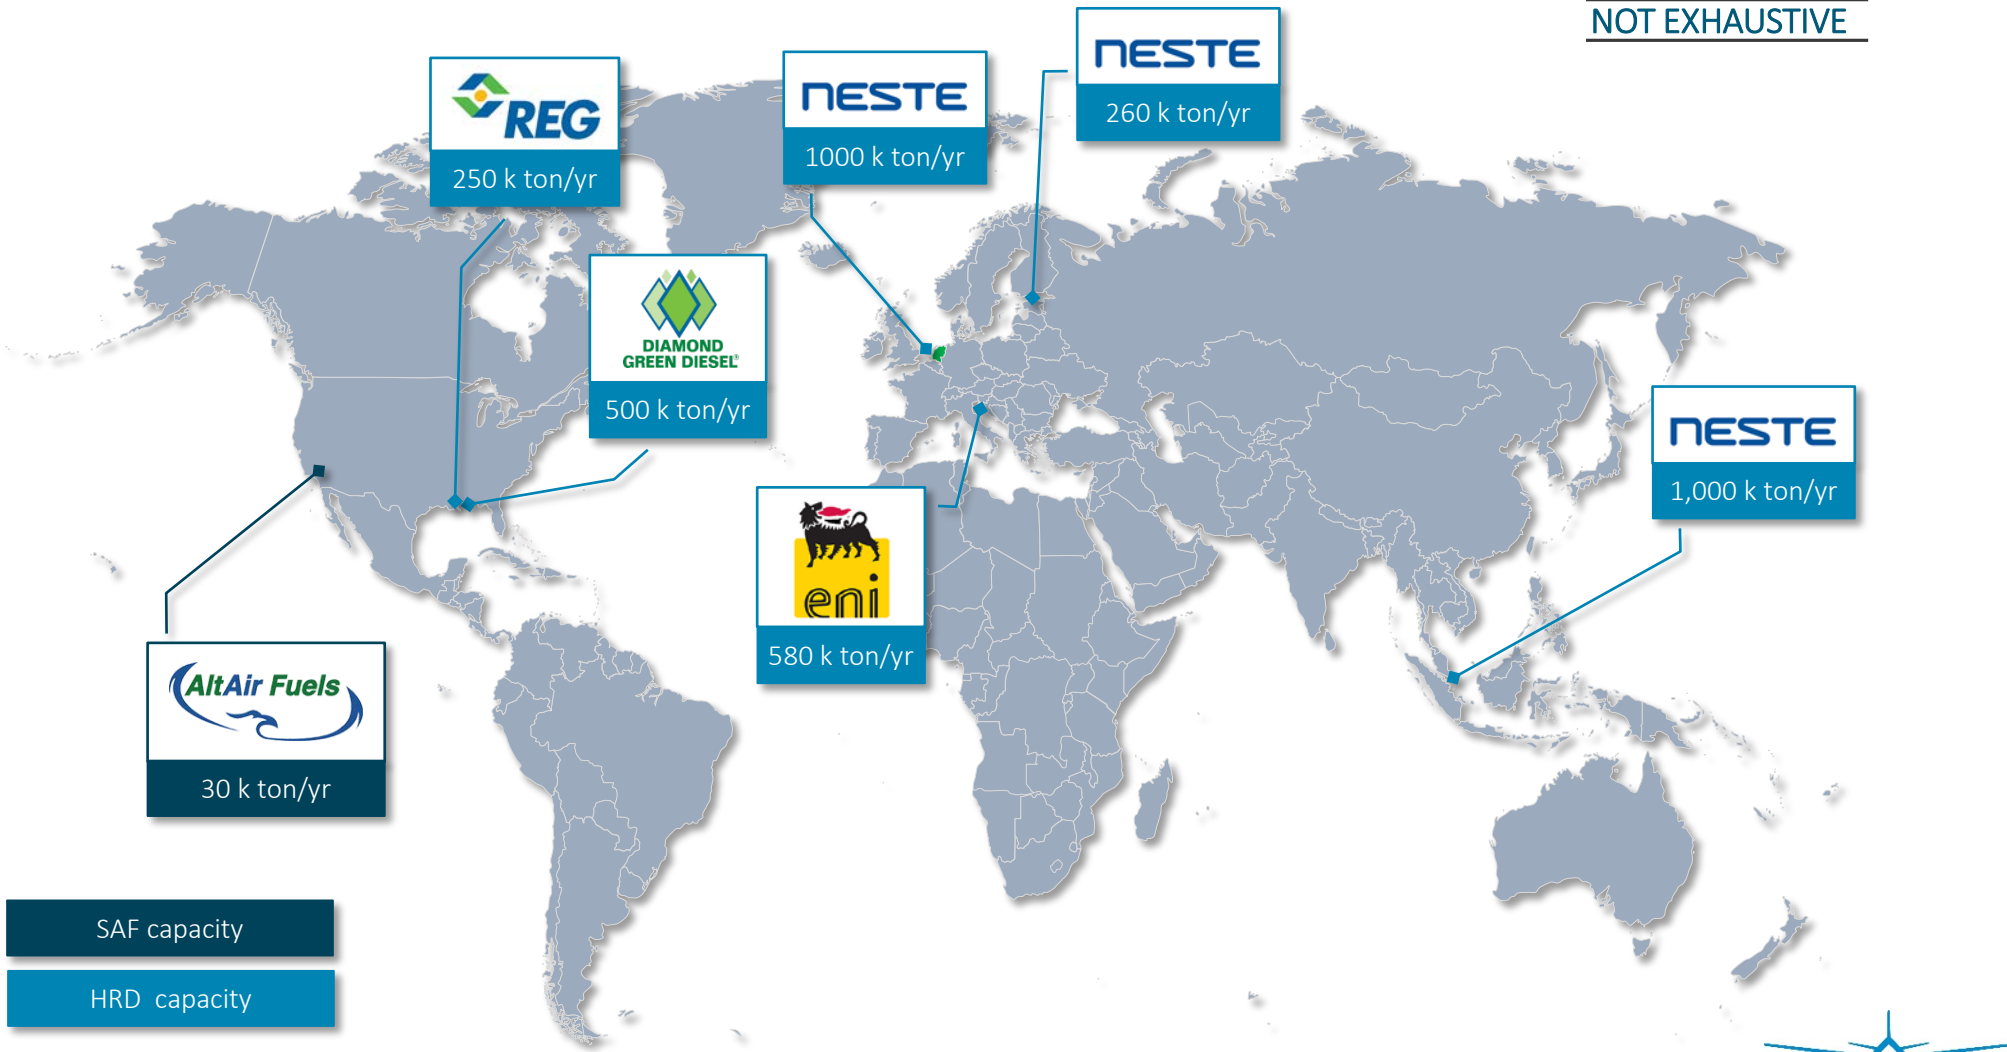 NOT EXHAUSTIVE
NESTE
260 k ton/yr
NESTE
1000 k ton/yr
REG
250 k ton/yr
DIAMOND
GREEN DIESEL®
500 k ton/yr
NESTE
1,000 k ton/yr
eni
580 k ton/yr
AltAir Fuels
30 k ton/yr
SAF capacity
HRD capacity